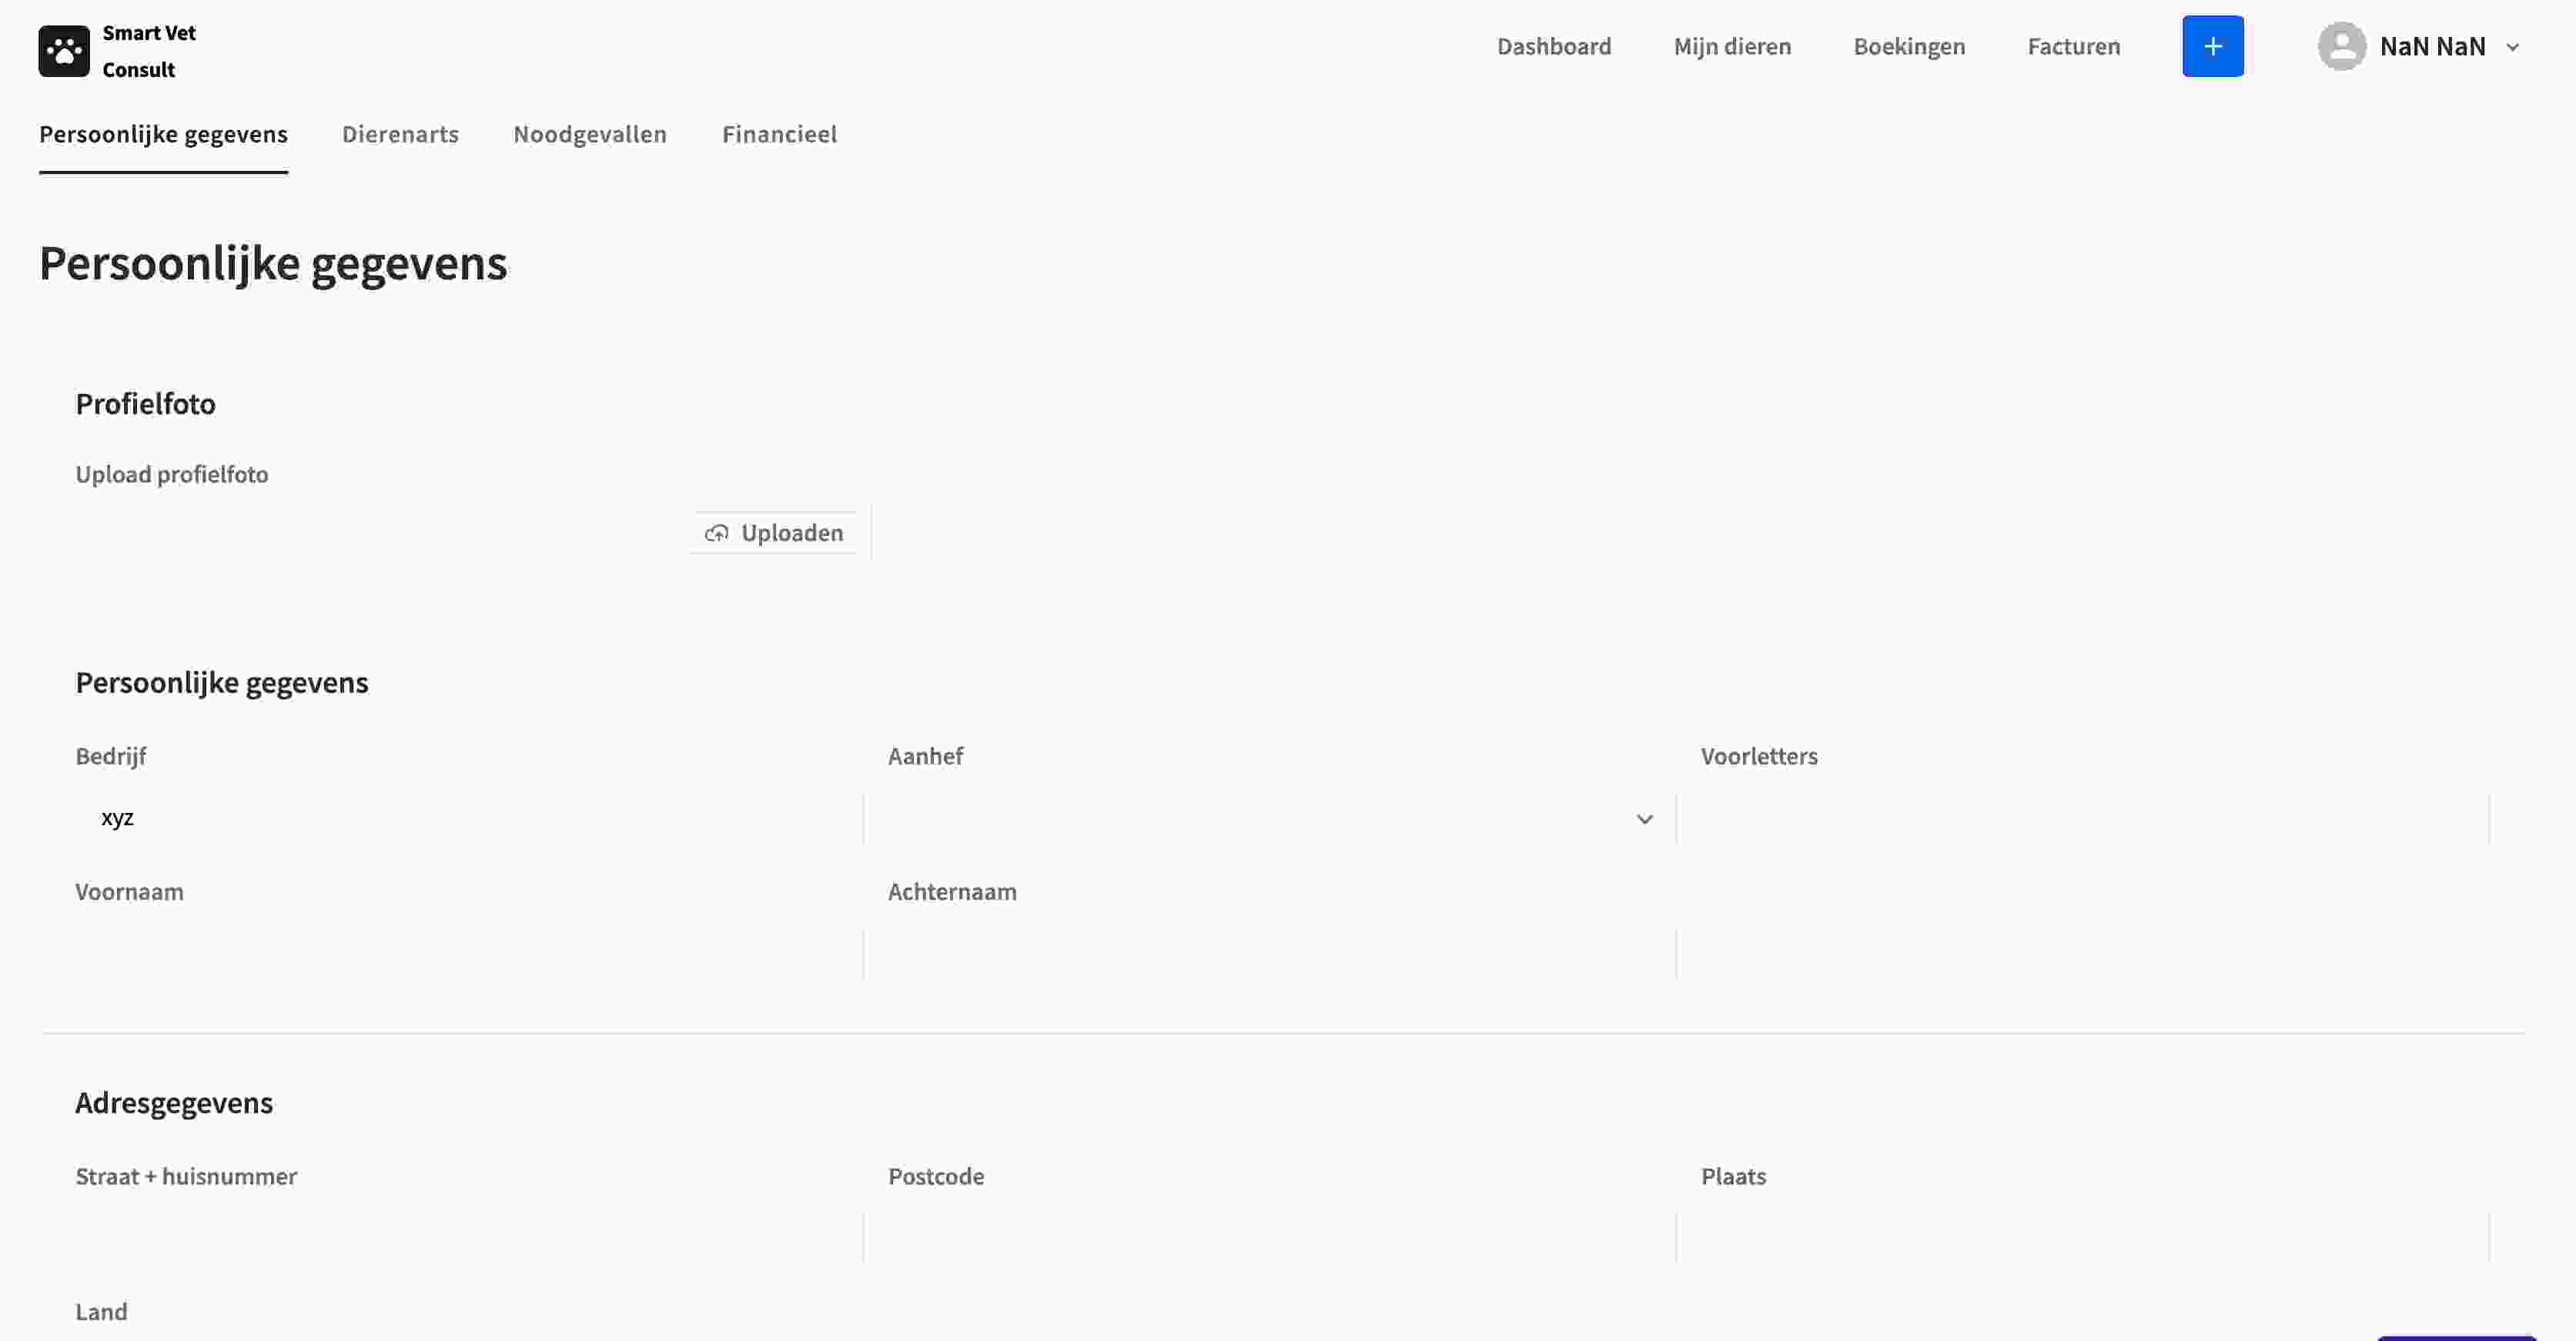 Smart Vet
Consult
Dashboard
Mijn dieren
Boekingen
Facturen
+
NaN NaN
Persoonlijke gegevens
Dierenarts
Noodgevallen
Financieel
Persoonlijke gegevens
Profielfoto
Upload profielfoto
Uploaden
Persoonlijke gegevens
Bedrijf
Aanhef
Voorletters
xyz
Voornaam
Achternaam
Adresgegevens
Straat + huisnummer
Postcode
Plaats
Land